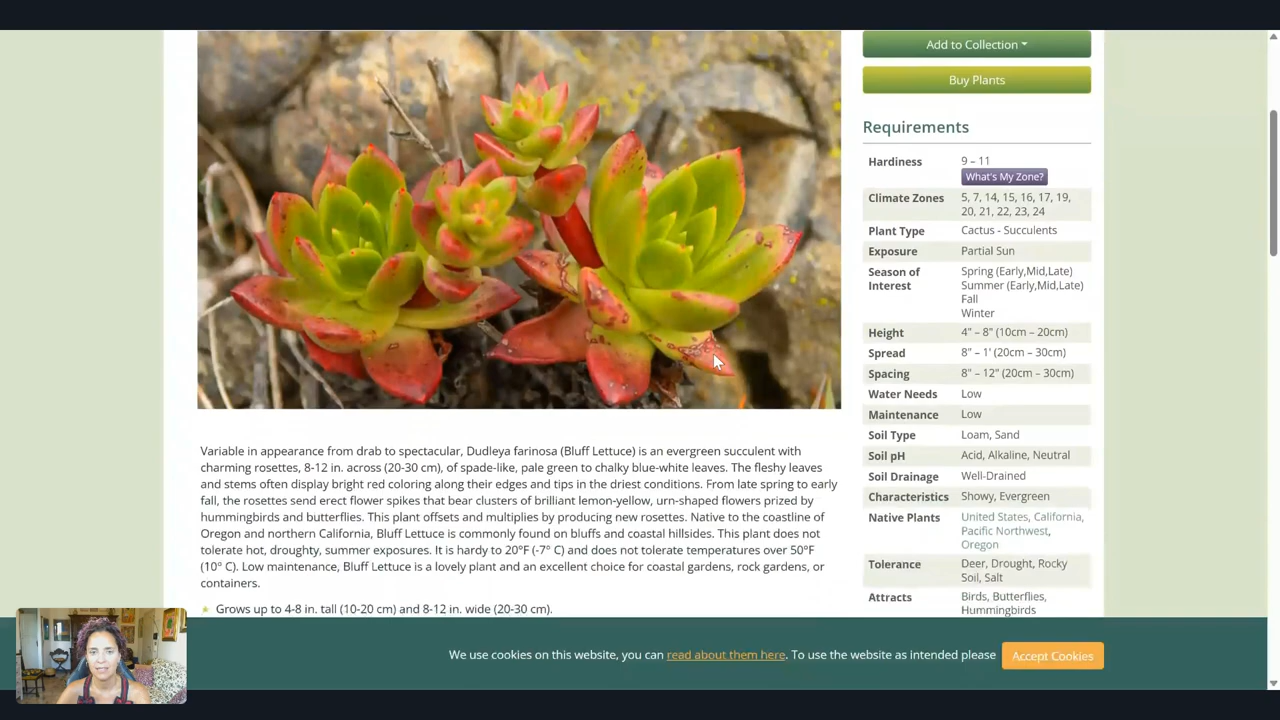 Add to Collection
Buy Plants
Requirements
Hardiness 9 – 11
What's My Zone?
Climate Zones 5, 7, 14, 15, 16, 17, 19,
20, 21, 22, 23, 24
Plant Type Cactus - Succulents
Exposure Partial Sun
Season of Interest Spring (Early,Mid,Late)
Summer (Early,Mid,Late)
Fall
Winter
Height 4" – 8" (10cm – 20cm)
Spread 8" – 1' (20cm – 30cm)
Spacing 8" – 12" (20cm – 30cm)
Water Needs Low
Maintenance Low
Soil Type Loam, Sand
Soil pH Acid, Alkaline, Neutral
Soil Drainage Well-Drained
Characteristics Showy, Evergreen
Native Plants United States, California,
Pacific Northwest,
Oregon
Tolerance Deer, Drought, Rocky
Soil, Salt
Attracts Birds, Butterflies,
Hummingbirds
Variable in appearance from drab to spectacular, Dudleya farinosa (Bluff Lettuce) is an evergreen succulent with
charming rosettes, 8-12 in. across (20-30 cm), of spade-like, pale green to chalky blue-white leaves. The fleshy leaves
and stems often display bright red coloring along their edges and tips in the driest conditions. From late spring to early
fall, the rosettes send erect flower spikes that bear clusters of brilliant lemon-yellow, urn-shaped flowers prized by
hummingbirds and butterflies. This plant offsets and multiplies by producing new rosettes. Native to the coastline of
Oregon and northern California, Bluff Lettuce is commonly found on bluffs and coastal hillsides. This plant does not
tolerate hot, droughty, summer exposures. It is hardy to 20°F (-7° C) and does not tolerate temperatures over 50°F
(10° C). Low maintenance, Bluff Lettuce is a lovely plant and an excellent choice for coastal gardens, rock gardens, or
containers.
Grows up to 4-8 in. tall (10-20 cm) and 8-12 in. wide (20-30 cm).
We use cookies on this website, you can read about them here. To use the website as intended please
Accept Cookies